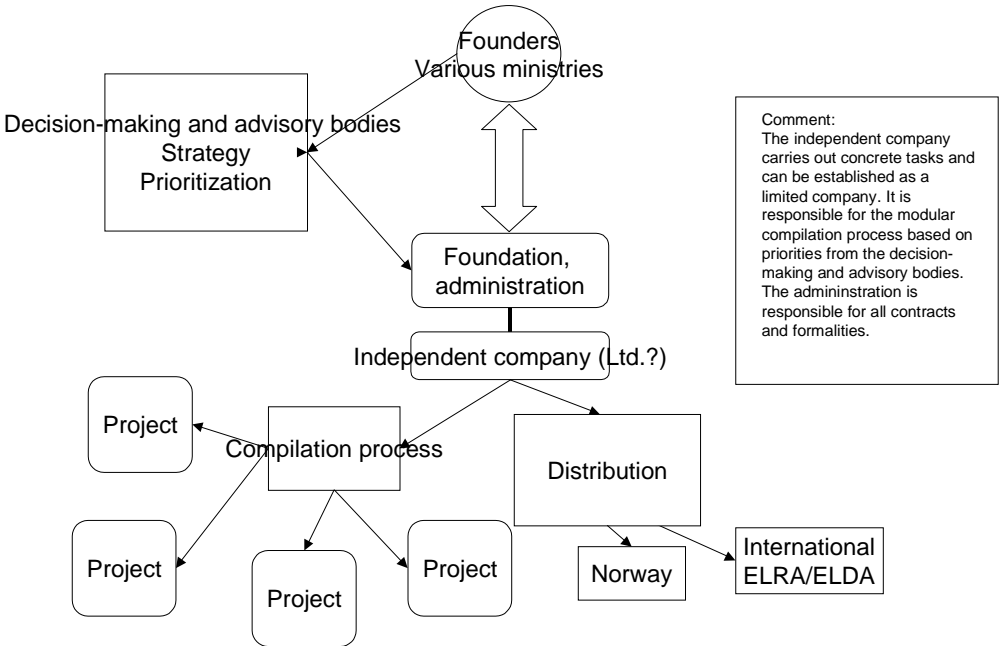 Founders
Various ministries
Decision-making and advisory bodies
Strategy
Prioritization
Comment:
The independent company
carries out concrete tasks and
can be established as a
limited company. It is
responsible for the modular
compilation process based on
priorities from the decision-
making and advisory bodies.
The admininstration is
responsible for all contracts
and formalities.
Foundation,
administration
Independent company (Ltd.?)
Project
Compilation process
Distribution
Project
Project
Project
Norway
International
ELRA/ELDA